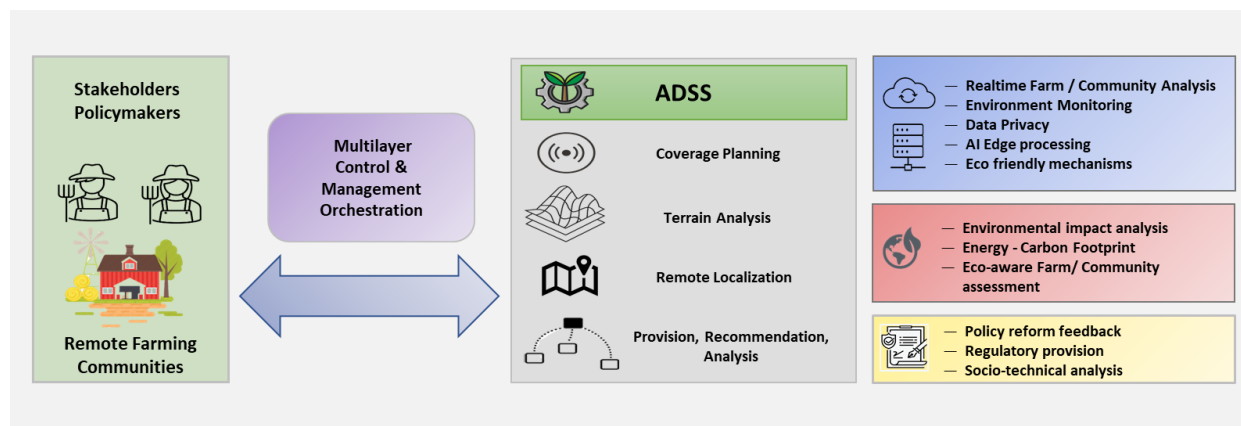 Stakeholders
Policymakers
Remote Farming
Communities
Multilayer
Control &
Management
Orchestration
ADSS
Coverage Planning
Terrain Analysis
Remote Localization
Provision, Recommendation,
Analysis
— Realtime Farm / Community Analysis
— Environment Monitoring
— Data Privacy
— AI Edge processing
— Eco friendly mechanisms
— Environmental impact analysis
— Energy - Carbon Footprint
— Eco-aware Farm/ Community
assessment
— Policy reform feedback
— Regulatory provision
— Socio-technical analysis